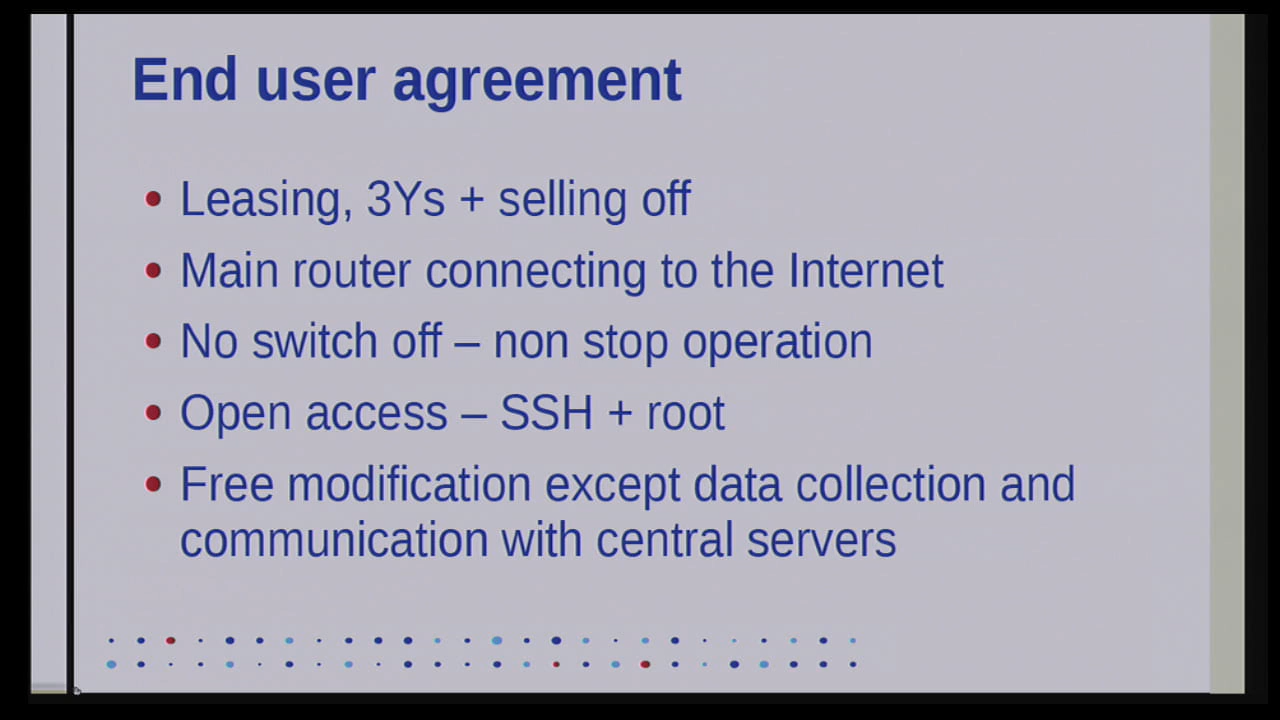 End user agreement
• Leasing, 3Ys + selling off
• Main router connecting to the Internet
• No switch off – non stop operation
• Open access – SSH + root
• Free modification except data collection and
communication with central servers